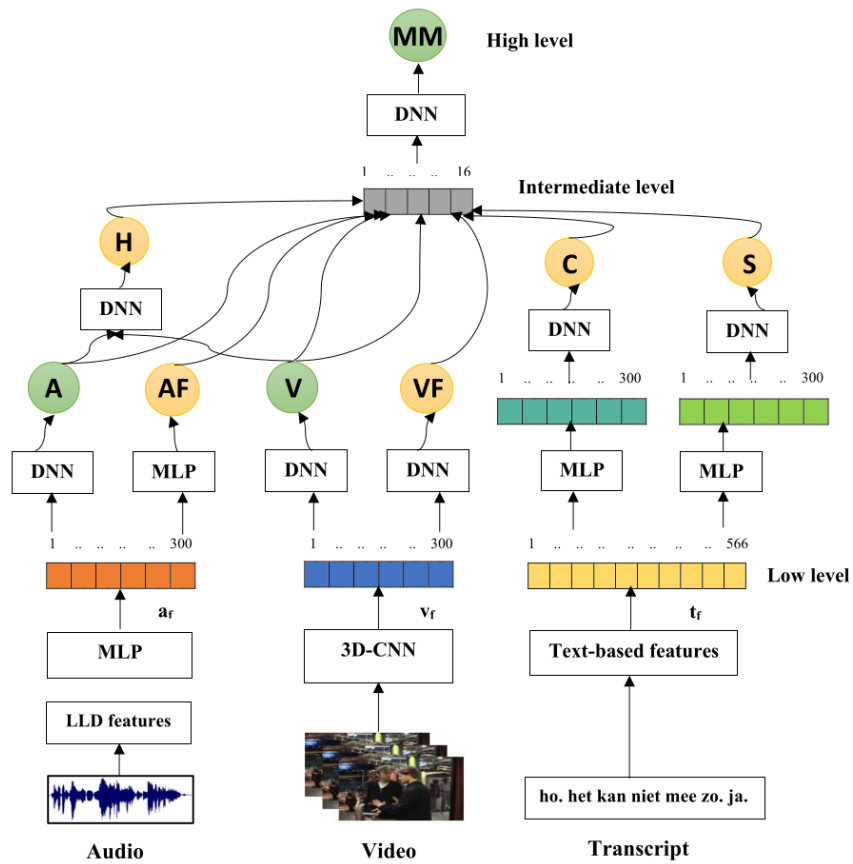 MM
High level
DNN
1 .. .. .. 16
Intermediate level
H
C
S
DNN
DNN
DNN
A
AF
V
VF
1 .. .. .. .. 300
1 .. .. .. .. 300
DNN
MLP
DNN
DNN
MLP
MLP
1 .. .. .. .. 300
1 .. .. .. .. 300
1 .. .. .. .. .. .. .. 566
Low level
af
vf
tf
MLP
3D-CNN
Text-based features
LLD features
ho. het kan niet mee zo. ja.
Audio
Video
Transcript